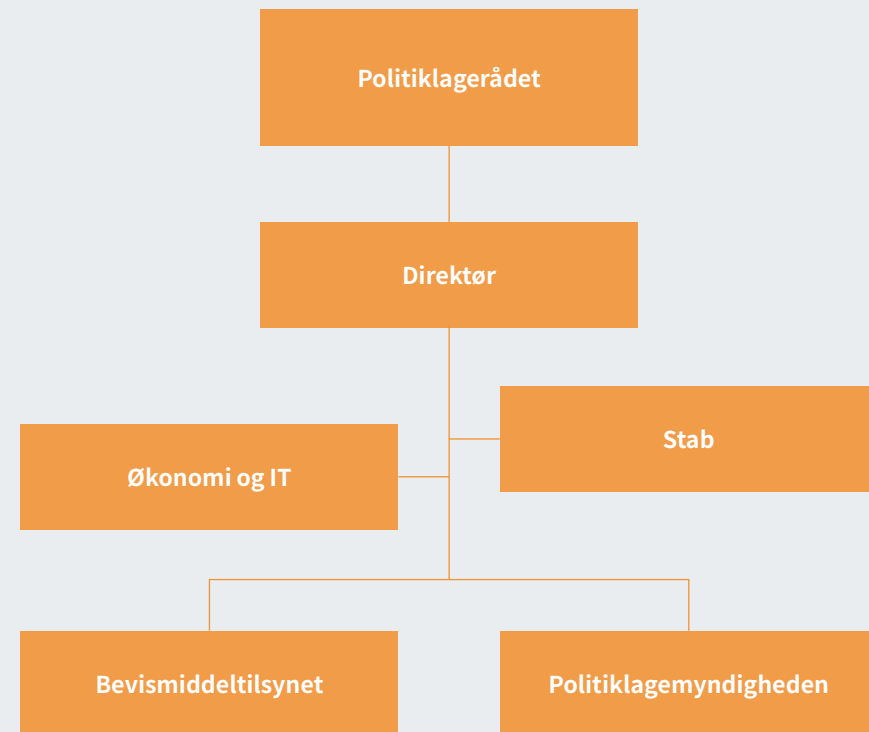 Politiklagerådet
Direktør
Stab
Økonomi og IT
Bevismiddeltilsynet
Politiklagemyndigheden